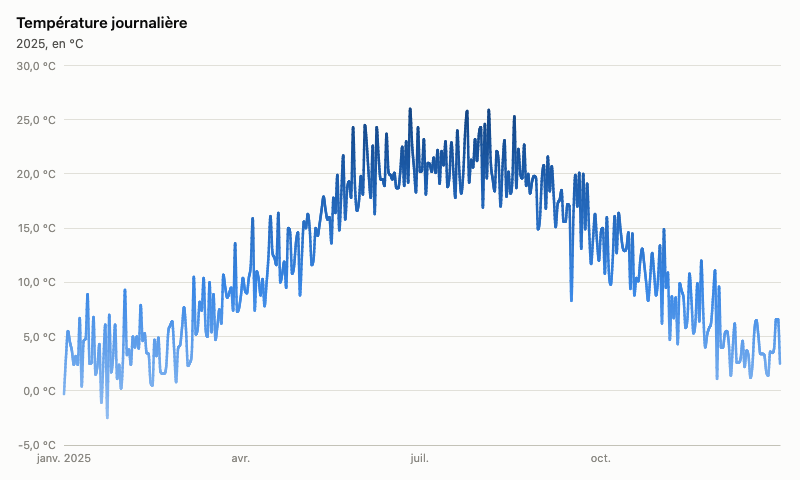 Température journalière
2025, en °C
30,0 °C
25,0 °C
20,0 °C
15,0 °C
10,0 °C
5,0 °C
0,0 °C
-5,0 °C
janv. 2025 avr. juil. oct.